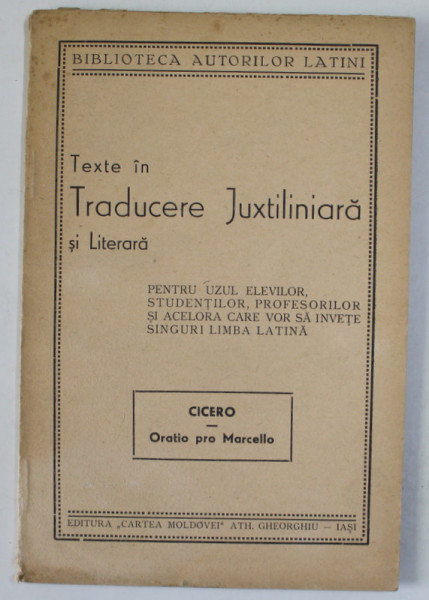 BIBLIOTECA AUTORILOR LATINI
Texte în
Traducere Juxtiliniară
și Literară
PENTRU UZUL ELEVILOR,
STUDENȚILOR, PROFESORILOR
ȘI ACELORA CARE VOR SĂ INVEȚE
SINGURI LIMBA LATINĂ
CICERO
—
Oratio pro Marcello
EDITURA „CARTEA MOLDOVEI" ATH. GHEORGHIU — IAȘI